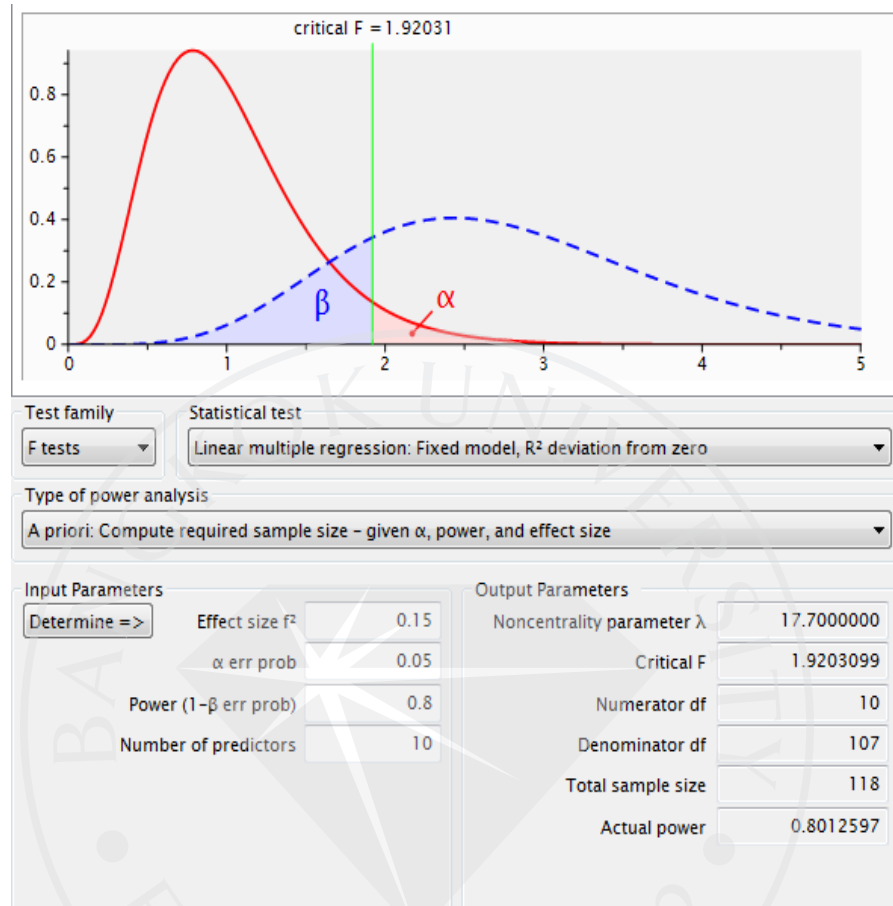 critical F = 1.92031
0.8
0.6
0.4
0.2
0
β
α
0 1 2 3 4 5
Test family Statistical test
F tests Linear multiple regression: Fixed model, R² deviation from zero
Type of power analysis
A priori: Compute required sample size – given α, power, and effect size
Input Parameters Output Parameters
Determine => Effect size f² 0.15 Noncentrality parameter λ 17.7000000
α err prob 0.05 Critical F 1.9203099
Power (1-β err prob) 0.8 Numerator df 10
Number of predictors 10 Denominator df 107
Total sample size 118
Actual power 0.8012597
BANGKOK UNIVERSITY